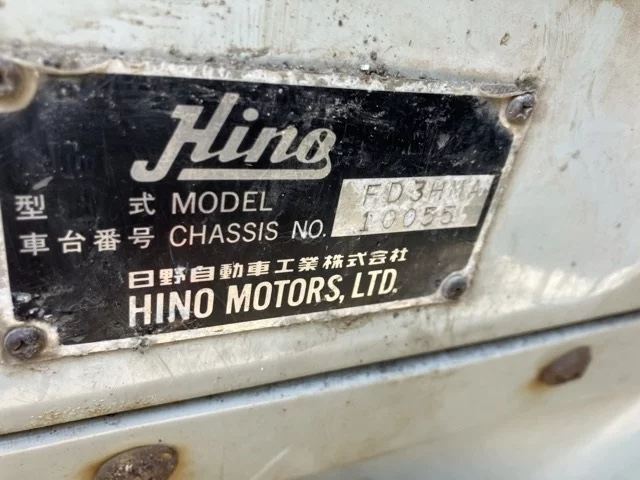 Hino
型 式 MODEL FD3HMA
車台番号 CHASSIS NO. 10055
日野自動車工業株式会社
HINO MOTORS, LTD.